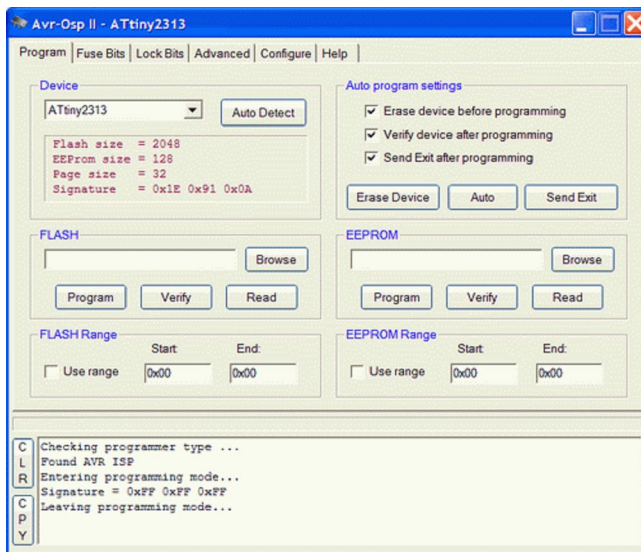 Avr-Osp II - ATtiny2313
Program Fuse Bits Lock Bits Advanced Configure Help
Device
ATTiny2313
Auto Detect
Flash size = 2048
EEProm size = 128
Page size = 32
Signature = 0x1E 0x91 0x0A
Auto program settings
Erase device before programming
Verify device after programming
Send Exit after programming
Erase Device Auto Send Exit
FLASH
Browse
Program Verify Read
EEPROM
Browse
Program Verify Read
FLASH Range
Start: End:
Use range 0x00 0x00
EEPROM Range
Start: End:
Use range 0x00 0x00
CLR
CPY
Checking programmer type ...
Found AVR ISP
Entering programming mode...
Signature = 0xFF 0xFF 0xFF
Leaving programming mode...